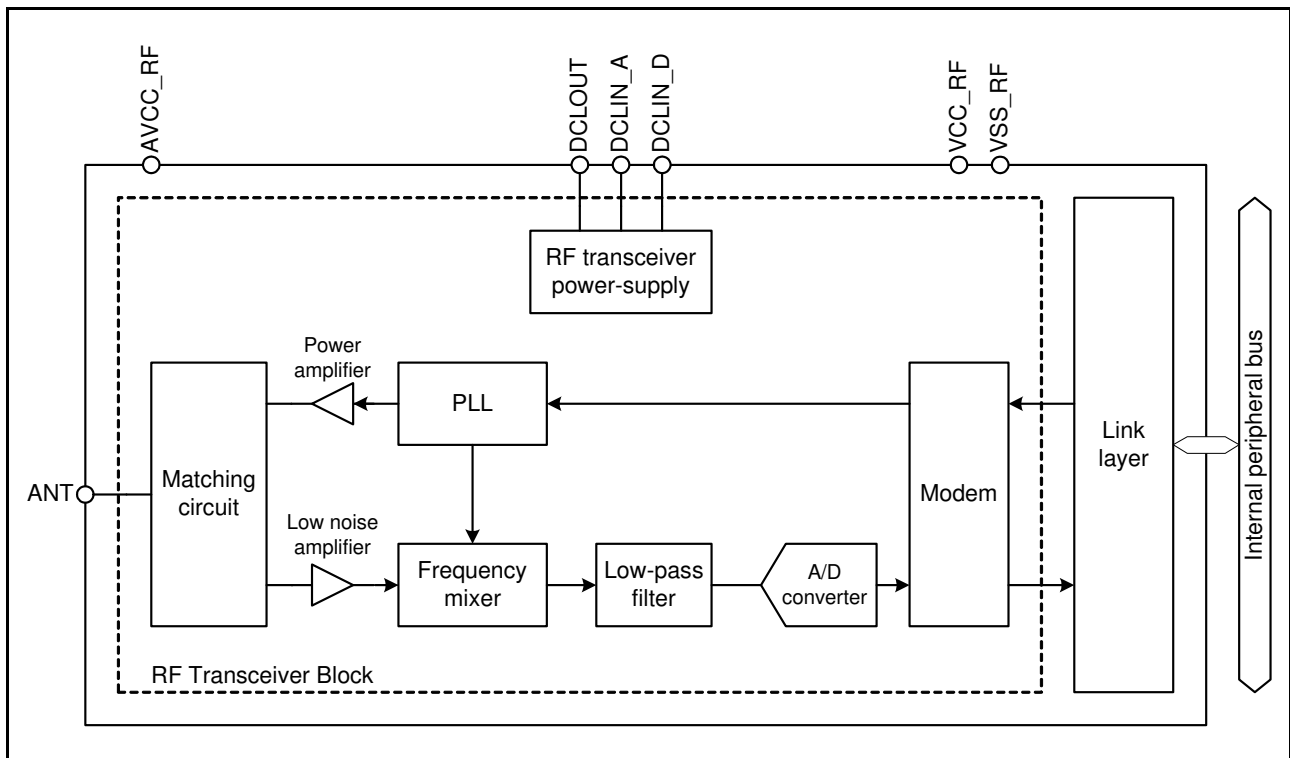 AVCC_RF
DCLOUT
DCLIN_A
DCLIN_D
VCC_RF
VSS_RF
RF transceiver
power-supply
Power
amplifier
PLL
Matching
circuit
ANT
Low noise
amplifier
Frequency
mixer
Low-pass
filter
A/D
converter
Modem
Link
layer
Internal peripheral bus
RF Transceiver Block